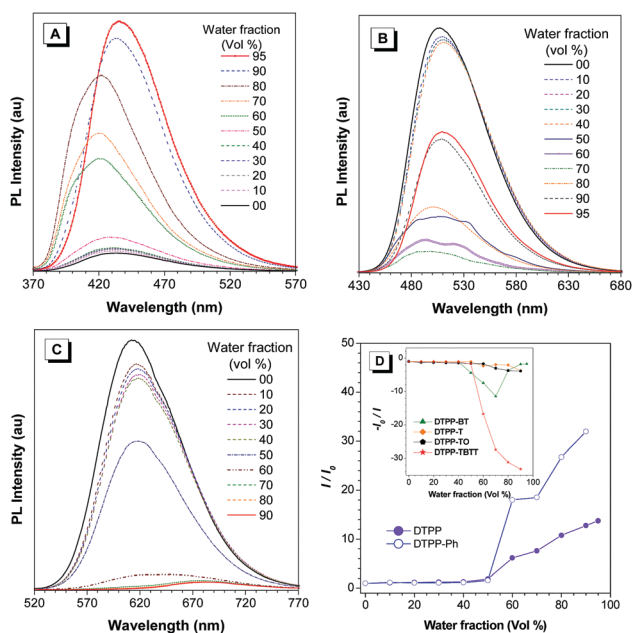 A
Water fraction
(Vol %)
95
90
80
70
60
50
40
30
20
10
00
PL Intensity (au)
370 420 470 520 570
Wavelength (nm)
B
Water fraction
(Vol %)
00
10
20
30
40
50
60
70
80
90
95
PL Intensity (au)
430 480 530 580 630 680
Wavelength (nm)
C
Water fraction
(vol %)
00
10
20
30
40
50
60
70
80
90
PL Intensity (au)
520 570 620 670 720 770
Wavelength (nm)
D
50
40
30
20
10
0
I / I0
0
-10
-20
-30
-I0 / I
DTPP-BT
DTPP-T
DTPP-TO
DTPP-TBTT
0 20 40 60 80 100
Water fraction (Vol %)
DTPP
DTPP-Ph
0 20 40 60 80 100
Water fraction (Vol %)